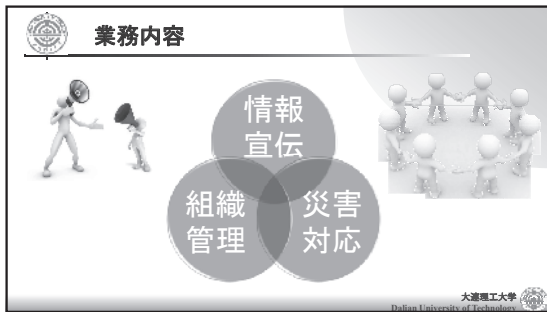 業務内容
情報
宣伝
組織
管理
災害
対応
大連理工大学
Dalian University of Technology